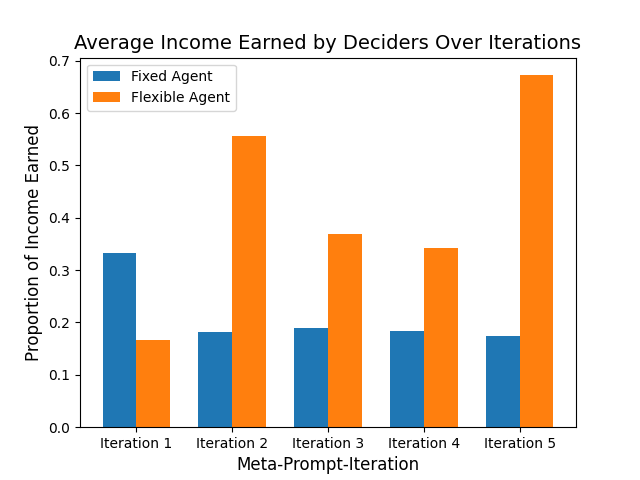 Average Income Earned by Deciders Over Iterations
Fixed Agent
Flexible Agent
Proportion of Income Earned
0.7
0.6
0.5
0.4
0.3
0.2
0.1
0.0
Iteration 1
Iteration 2
Iteration 3
Iteration 4
Iteration 5
Meta-Prompt-Iteration